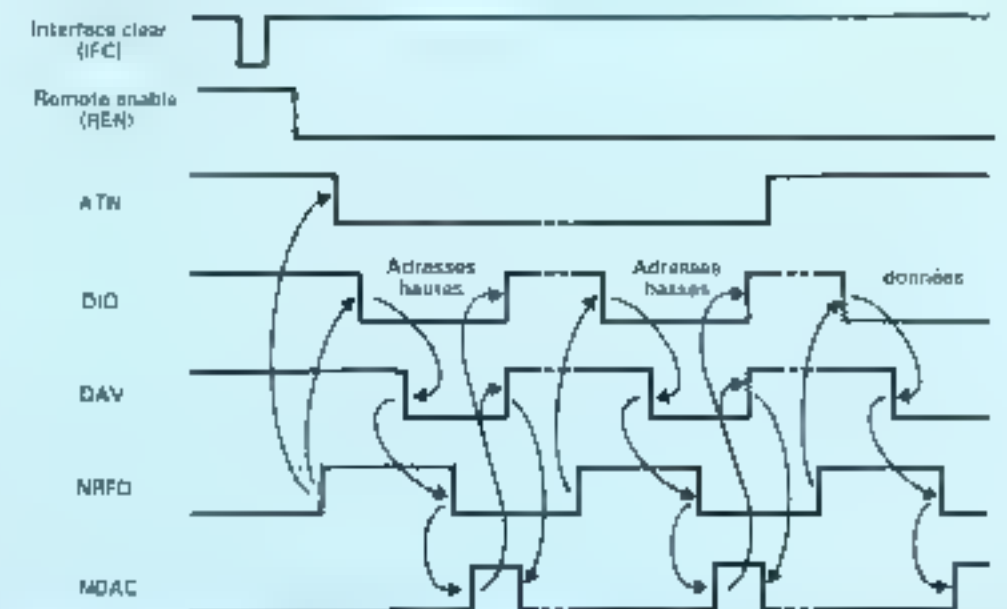 Interface clear
(IFC)
Remote enable
(REN)
ATN
DIO
Adresses
hautes
Adresses
basses
données
DAV
NRFD
NDAC